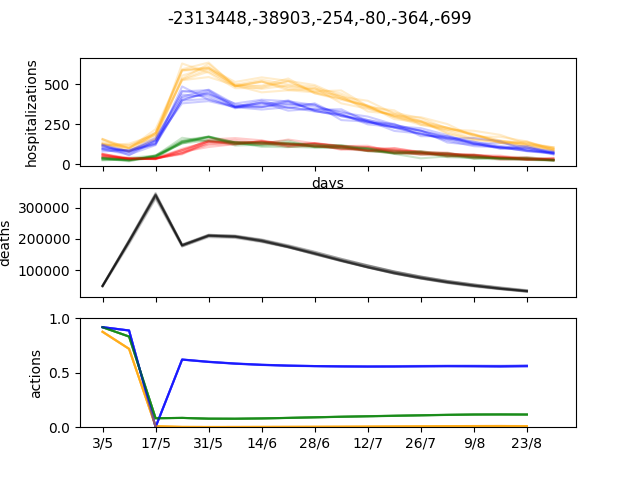 -2313448,-38903,-254,-80,-364,-699
hospitalizations
500
250
0
days
deaths
300000
200000
100000
actions
1.0
0.5
0.0
3/5 17/5 31/5 14/6 28/6 12/7 26/7 9/8 23/8